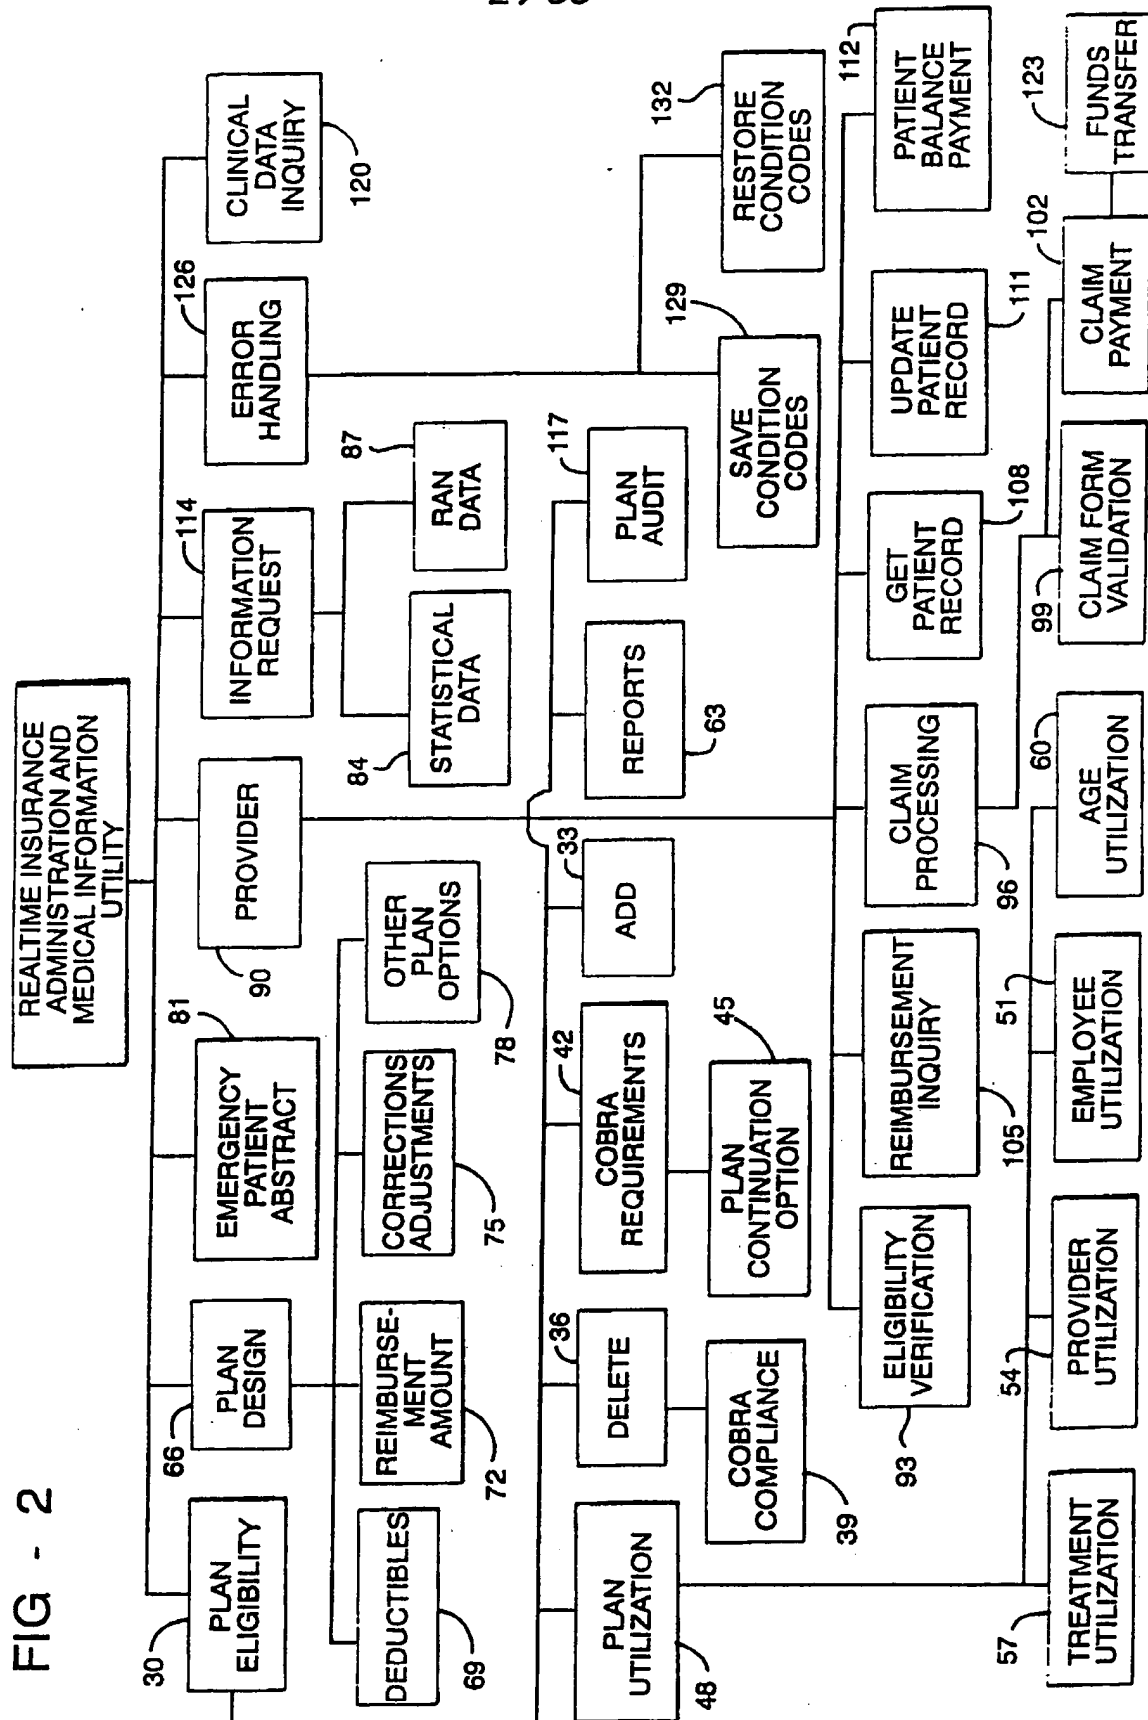 FIG - 2
REALTIME INSURANCE
ADMINISTRATION AND
MEDICAL INFORMATION
UTILITY
30
PLAN
ELIGIBILITY
66
PLAN
DESIGN
81
EMERGENCY
PATIENT
ABSTRACT
90
PROVIDER
114
INFORMATION
REQUEST
126
ERROR
HANDLING
CLINICAL
DATA
INQUIRY
120
DEDUCTIBLES
69
REIMBURSE-
MENT
AMOUNT
72
CORRECTIONS
ADJUSTMENTS
75
OTHER
PLAN
OPTIONS
78
84
STATISTICAL
DATA
87
RAN
DATA
PLAN
UTILIZATION
48
36
DELETE
42
COBRA
REQUIREMENTS
33
ADD
REPORTS
63
117
PLAN
AUDIT
COBRA
COMPLIANCE
39
45
PLAN
CONTINUATION
OPTION
129
SAVE
CONDITION
CODES
132
RESTORE
CONDITION
CODES
ELIGIBILITY
VERIFICATION
93
REIMBURSEMENT
INQUIRY
105
CLAIM
PROCESSING
96
GET
PATIENT
RECORD
108
UPDATE
PATIENT
RECORD
111
112
PATIENT
BALANCE
PAYMENT
57
TREATMENT
UTILIZATION
54
PROVIDER
UTILIZATION
51
EMPLOYEE
UTILIZATION
60
AGE
UTILIZATION
99
CLAIM FORM
VALIDATION
102
CLAIM
PAYMENT
123
FUNDS
TRANSFER